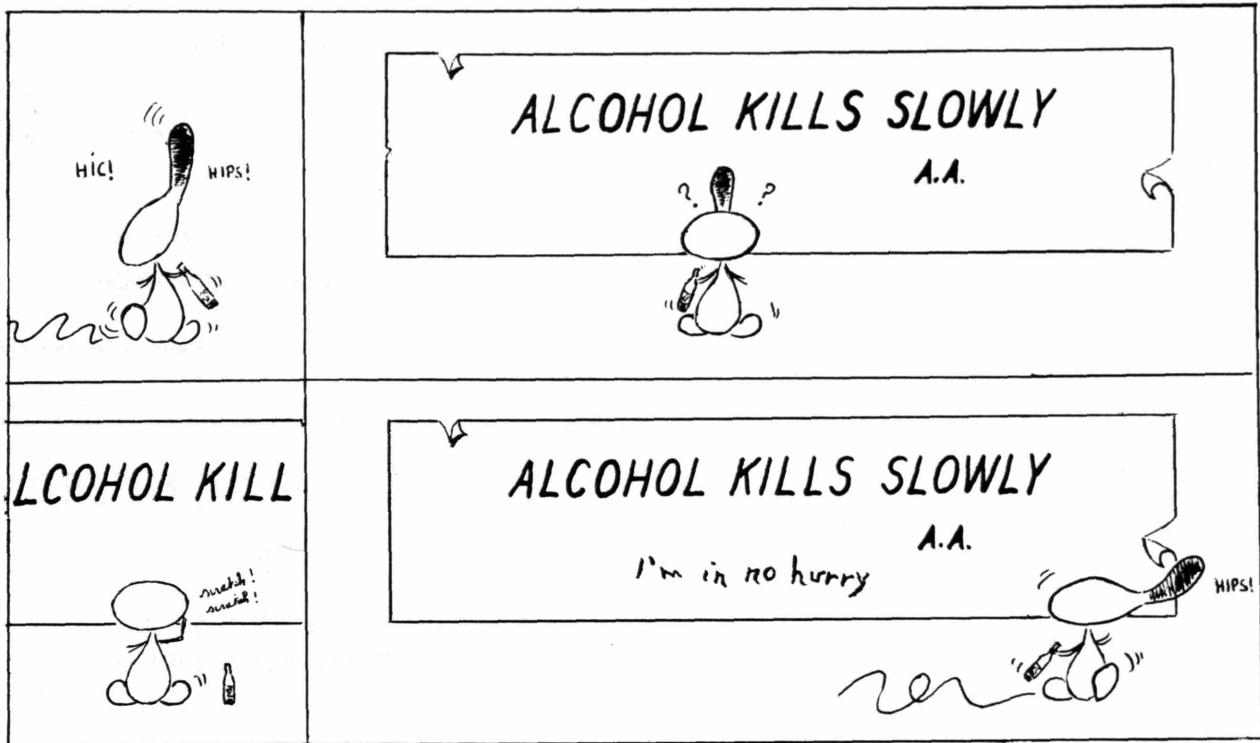 HIC! HIPS!
ALCOHOL KILLS SLOWLY
A.A.
? ?
LCOHOL KILL
scratch!
scratch!
ALCOHOL KILLS SLOWLY
A.A.
I'm in no hurry
HIPS!